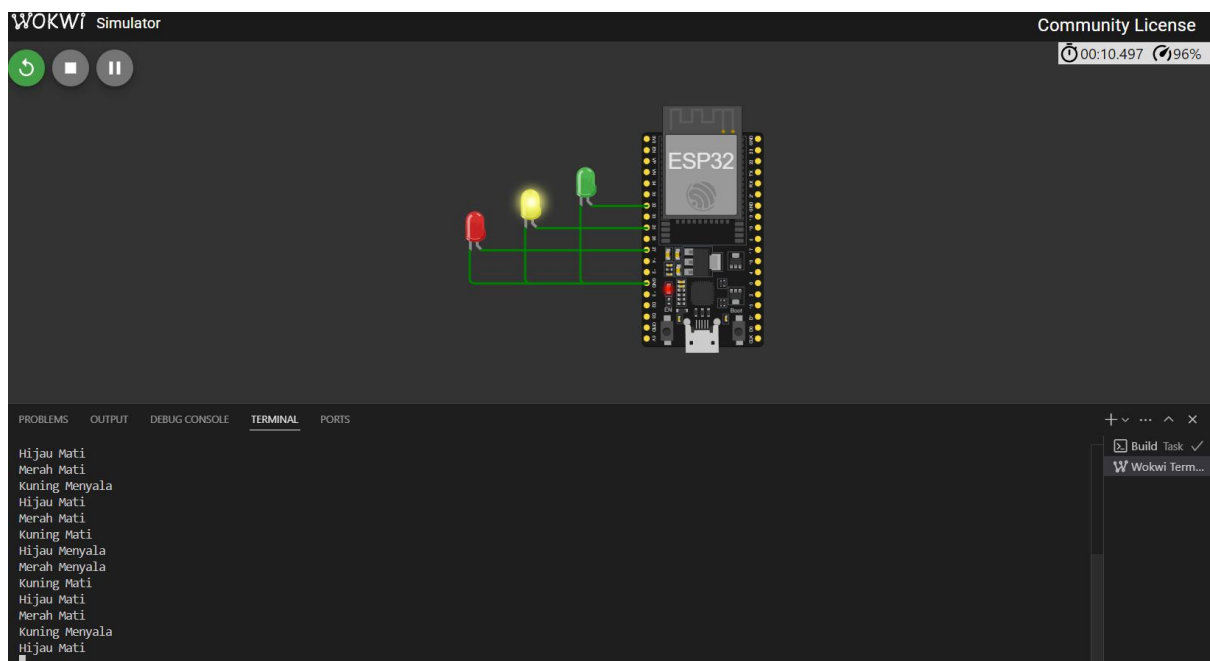 WOKWI Simulator
Community License
00:10.497 96%
ESP32
EN Boot
PROBLEMS OUTPUT DEBUG CONSOLE TERMINAL PORTS
Hijau Mati
Merah Mati
Kuning Menyala
Hijau Mati
Merah Mati
Kuning Mati
Hijau Menyala
Merah Menyala
Kuning Mati
Hijau Mati
Merah Mati
Kuning Menyala
Hijau Mati
Build Task
Wokwi Term...